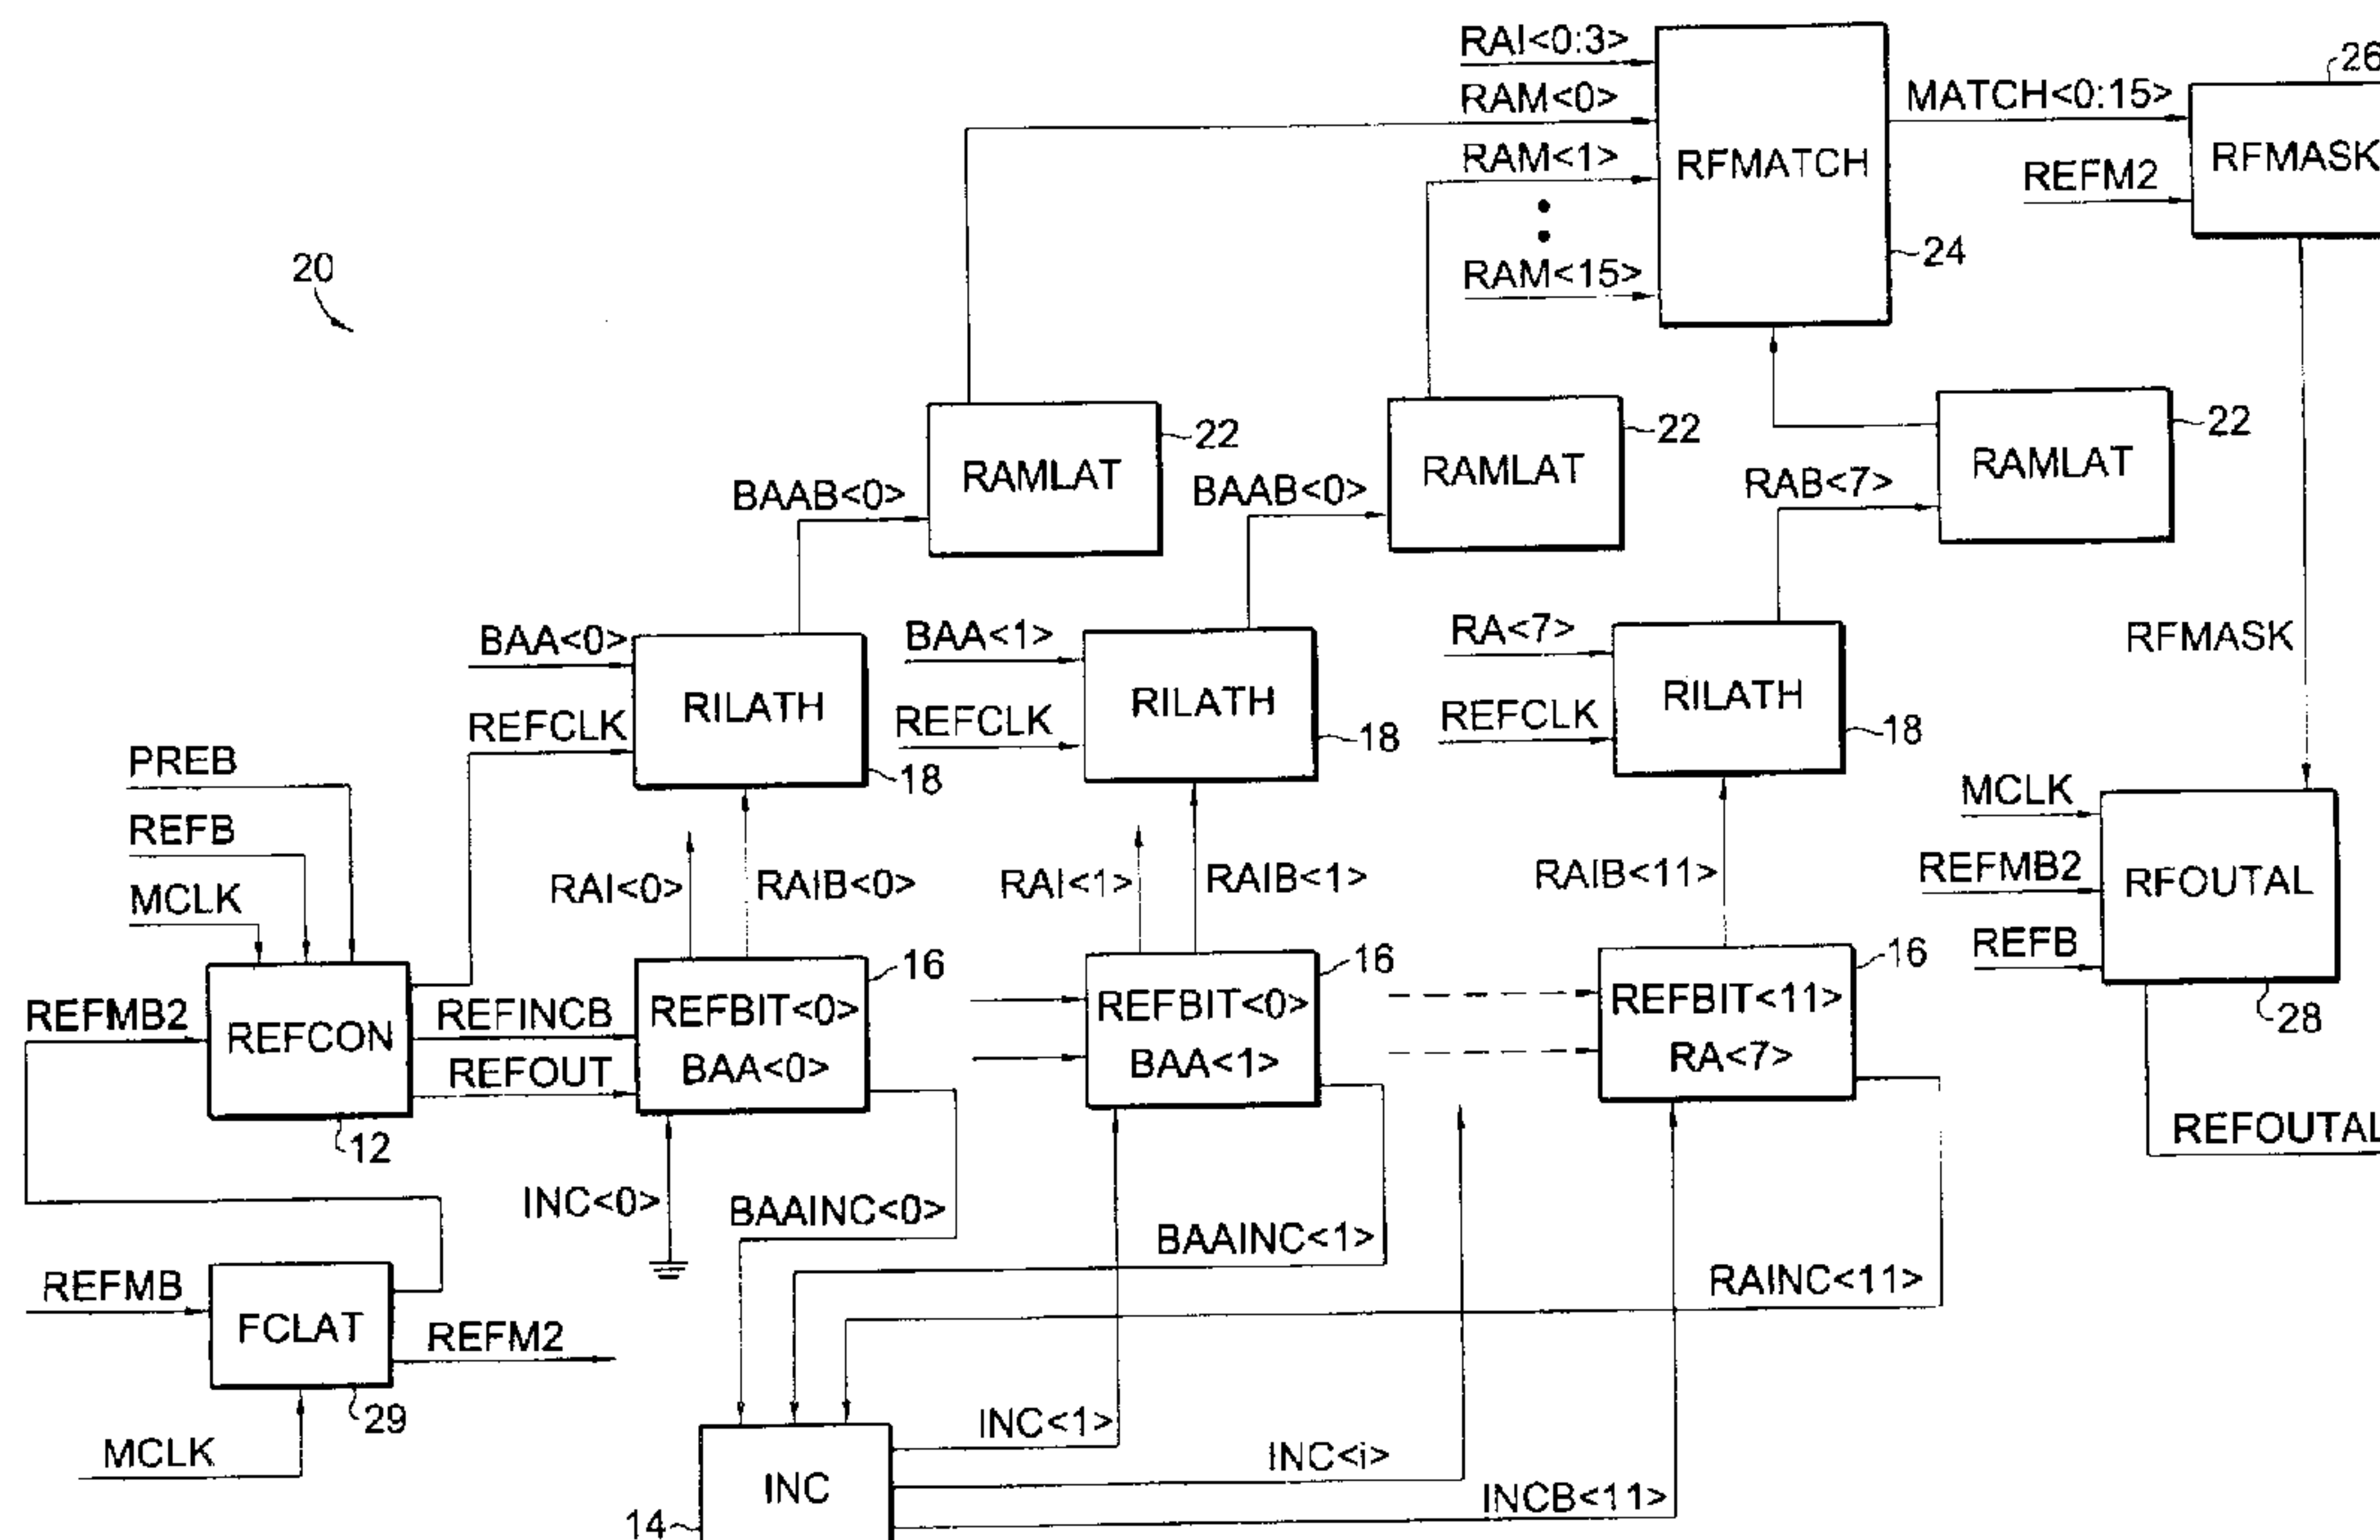 RAI<0:3>
RAM<0>
RAM<1>
RAM<15>
RFMATCH
24
MATCH<0:15>
REFM2
26
RFMASK
20
RAMLAT
22
RAMLAT
22
RAMLAT
22
BAAB<0>
BAAB<0>
RAB<7>
RFMASK
BAA<0>
REFCLK
RILATH
18
BAA<1>
REFCLK
RILATH
18
RA<7>
REFCLK
RILATH
18
PREB
REFB
MCLK
RAI<0>
RAIB<0>
RAI<1>
RAIB<1>
RAIB<11>
MCLK
REFMB2
REFB
RFOUTAL
28
REFOUTAL
REFMB2
REFCON
12
REFINCB
REFOUT
REFBIT<0>
BAA<0>
16
REFBIT<0>
BAA<1>
16
REFBIT<11>
RA<7>
16
INC<0>
BAAINC<0>
BAAINC<1>
RAINC<11>
REFMB
FCLAT
29
REFM2
MCLK
INC
14
INC<1>
INC<i>
INCB<11>